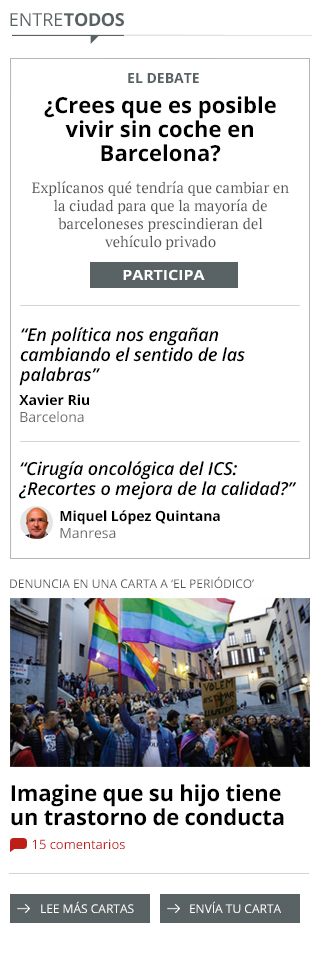 ENTRETODOS
EL DEBATE
¿Crees que es posible
vivir sin coche en
Barcelona?
Explícanos qué tendría que cambiar en
la ciudad para que la mayoría de
barceloneses prescindieran del
vehículo privado
PARTICIPA
“En política nos engañan
cambiando el sentido de las
palabras”
Xavier Riu
Barcelona
“Cirugía oncológica del ICS:
¿Recortes o mejora de la calidad?”
Miquel López Quintana
Manresa
DENUNCIA EN UNA CARTA A ‘EL PERIÓDICO’
VOLEM
Imagine que su hijo tiene
un trastorno de conducta
15 comentarios
LEE MÁS CARTAS
ENVÍA TU CARTA